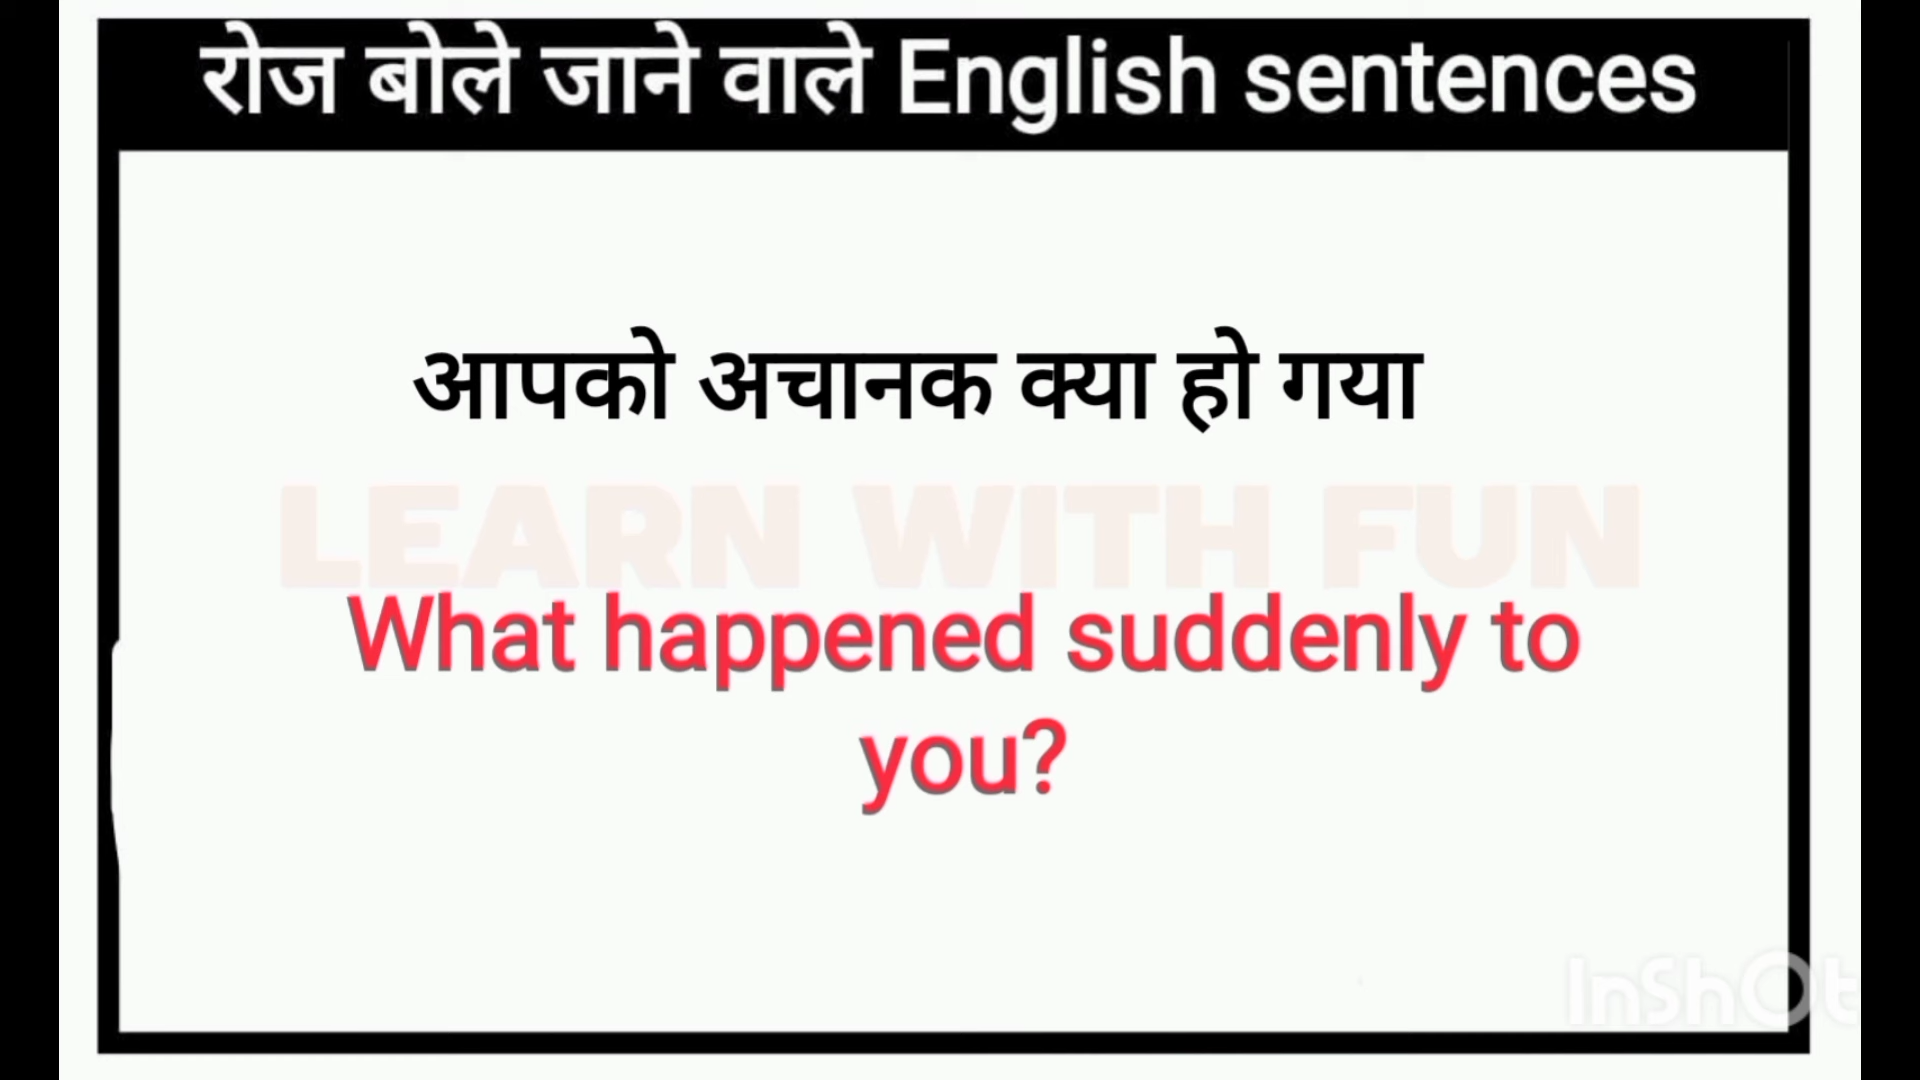 रोज बोले जाने वाले English sentences
आपको अचानक क्या हो गया
LEARN WITH FUN
What happened suddenly to
you?
InShOt